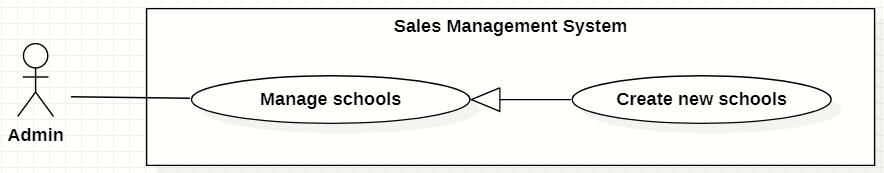 Sales Management System
Manage schools
Create new schools
Admin